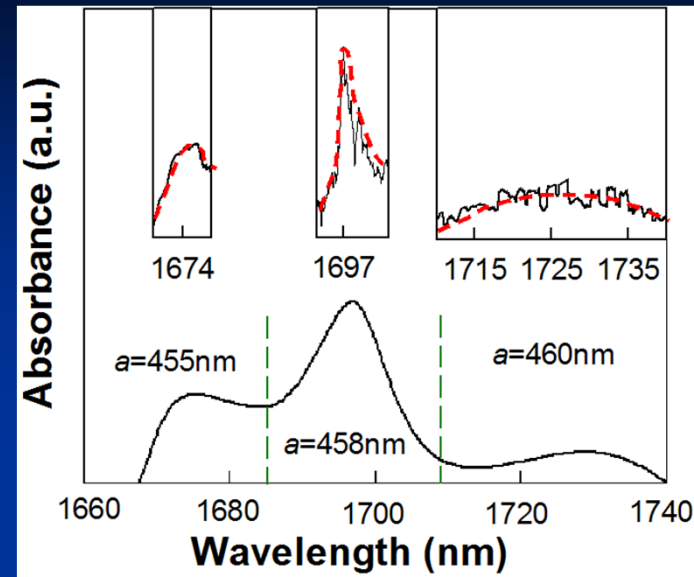 Absorbance (a.u.)
1674
1697
1715 1725 1735
a=455nm
a=458nm
a=460nm
1660 1680 1700 1720 1740
Wavelength (nm)